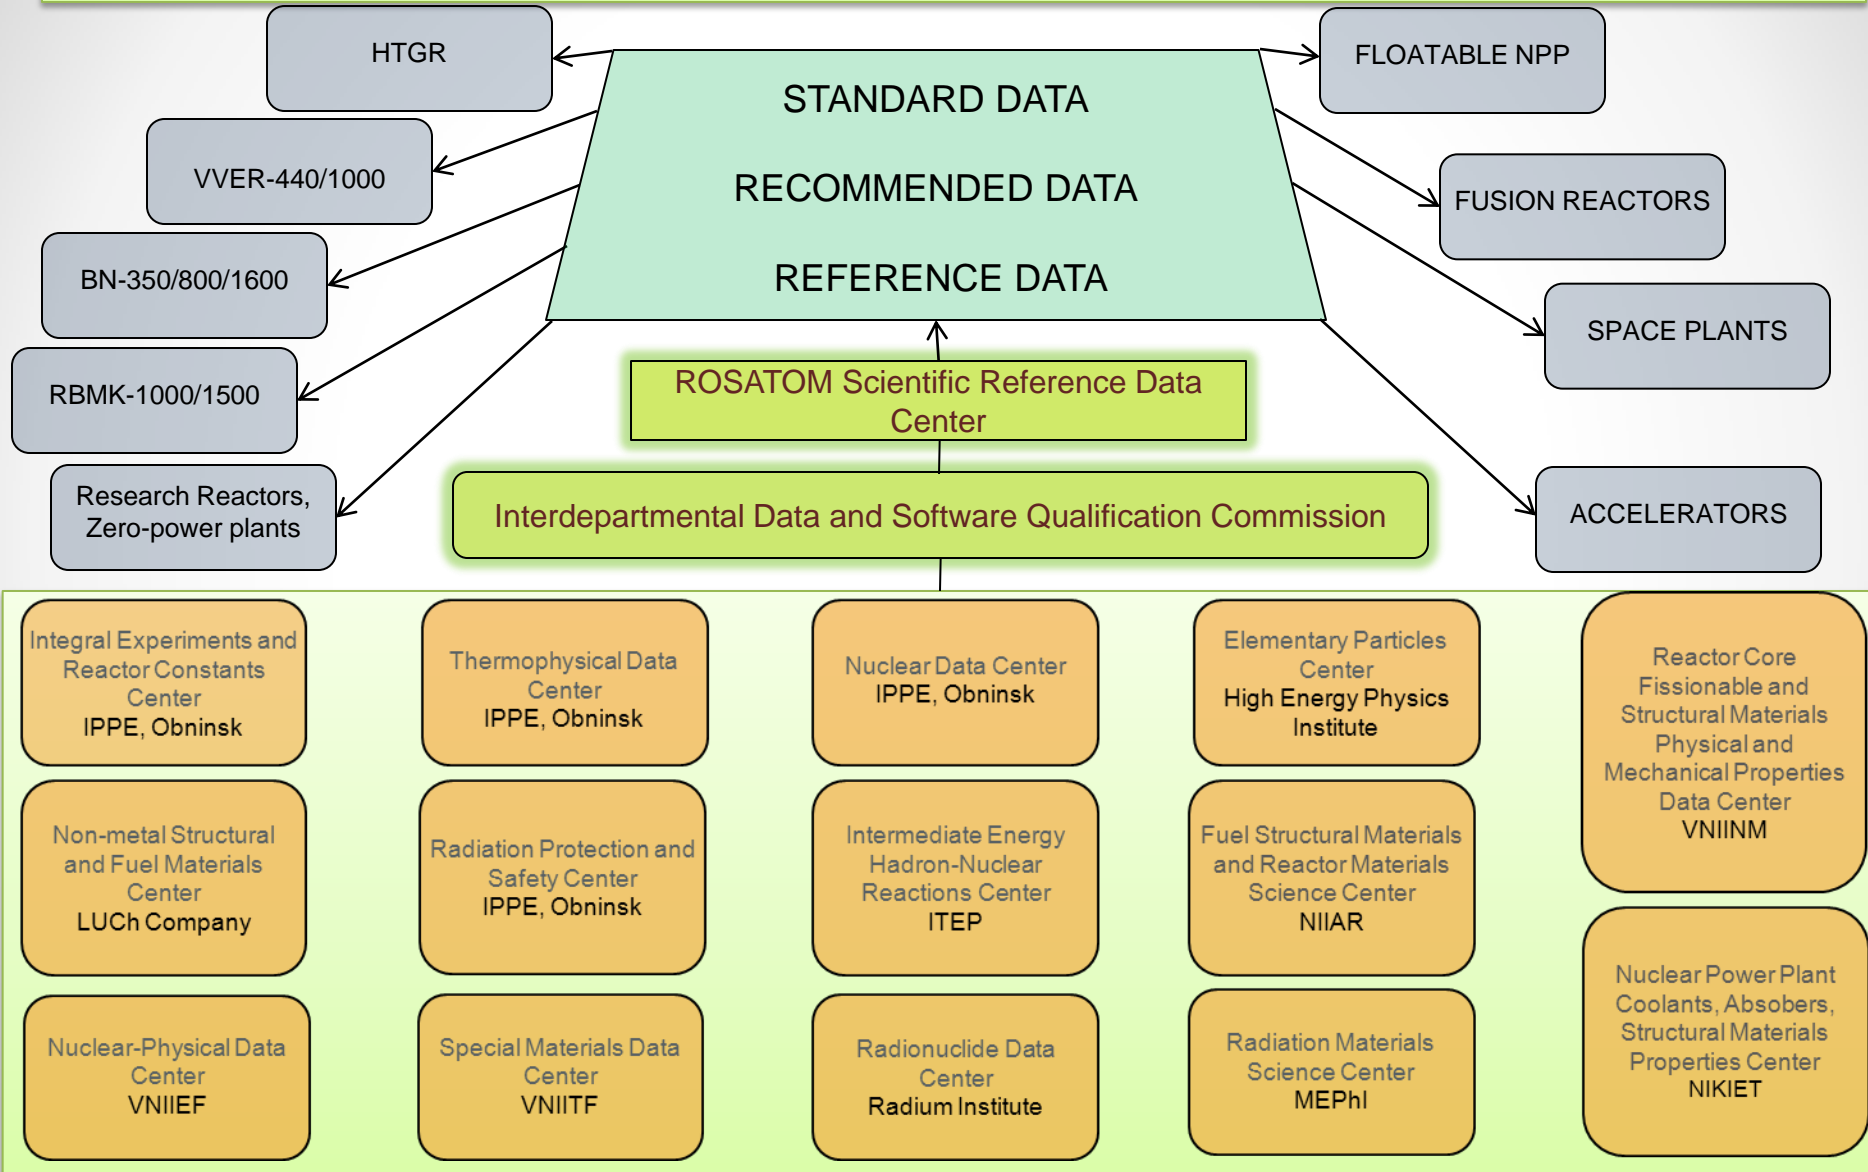 HTGR
FLOATABLE NPP
STANDARD DATA
VVER-440/1000
RECOMMENDED DATA
FUSION REACTORS
BN-350/800/1600
REFERENCE DATA
SPACE PLANTS
RBMK-1000/1500
ROSATOM Scientific Reference Data
Center
Research Reactors,
Zero-power plants
Interdepartmental Data and Software Qualification Commission
ACCELERATORS
Integral Experiments and
Reactor Constants
Center
IPPE, Obninsk
Thermophysical Data
Center
IPPE, Obninsk
Nuclear Data Center
IPPE, Obninsk
Elementary Particles
Center
High Energy Physics
Institute
Reactor Core
Fissionable and
Structural Materials
Physical and
Mechanical Properties
Data Center
VNIINM
Non-metal Structural
and Fuel Materials
Center
LUCh Company
Radiation Protection and
Safety Center
IPPE, Obninsk
Intermediate Energy
Hadron-Nuclear
Reactions Center
ITEP
Fuel Structural Materials
and Reactor Materials
Science Center
NIIAR
Nuclear Power Plant
Coolants, Absobers,
Structural Materials
Properties Center
NIKIET
Nuclear-Physical Data
Center
VNIIEF
Special Materials Data
Center
VNIITF
Radionuclide Data
Center
Radium Institute
Radiation Materials
Science Center
MEPhI